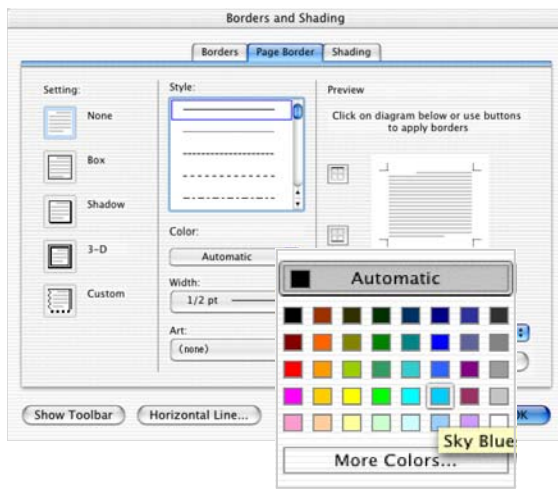 Borders and Shading
Borders Page Border Shading
Setting:
None
Box
Shadow
3-D
Custom
Style:
Color:
Automatic
Width:
1/2 pt
Art:
(none)
Preview
Click on diagram below or use buttons
to apply borders
Automatic
Sky Blue
More Colors...
Show Toolbar
Horizontal Line...
OK